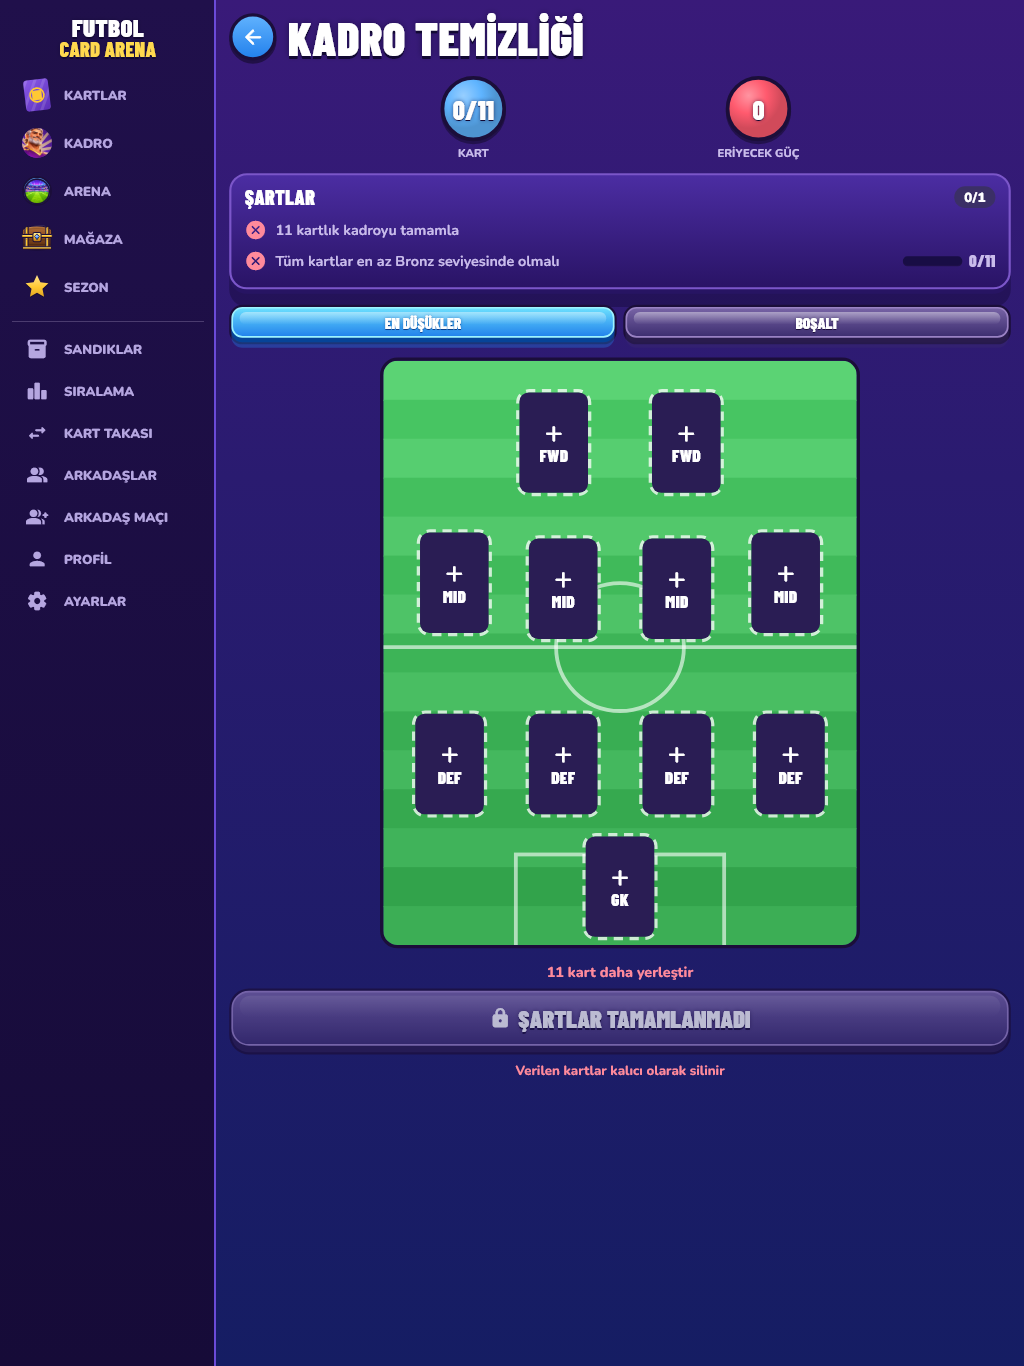 FUTBOL
CARD ARENA
KARTLAR
KADRO
ARENA
MAĞAZA
SEZON
SANDIKLAR
SIRALAMA
KART TAKASI
ARKADAŞLAR
ARKADAŞ MAÇI
PROFİL
AYARLAR
KADRO TEMİZLİĞİ
0/11
KART
0
ERİYECEK GÜÇ
ŞARTLAR
0/1
11 kartlık kadroyu tamamla
Tüm kartlar en az Bronz seviyesinde olmalı
0/11
EN DÜŞÜKLER
BOŞALT
+ FWD
+ FWD
+ MID
+ MID
+ MID
+ MID
+ DEF
+ DEF
+ DEF
+ DEF
+ GK
11 kart daha yerleştir
ŞARTLAR TAMAMLANMADI
Verilen kartlar kalıcı olarak silinir